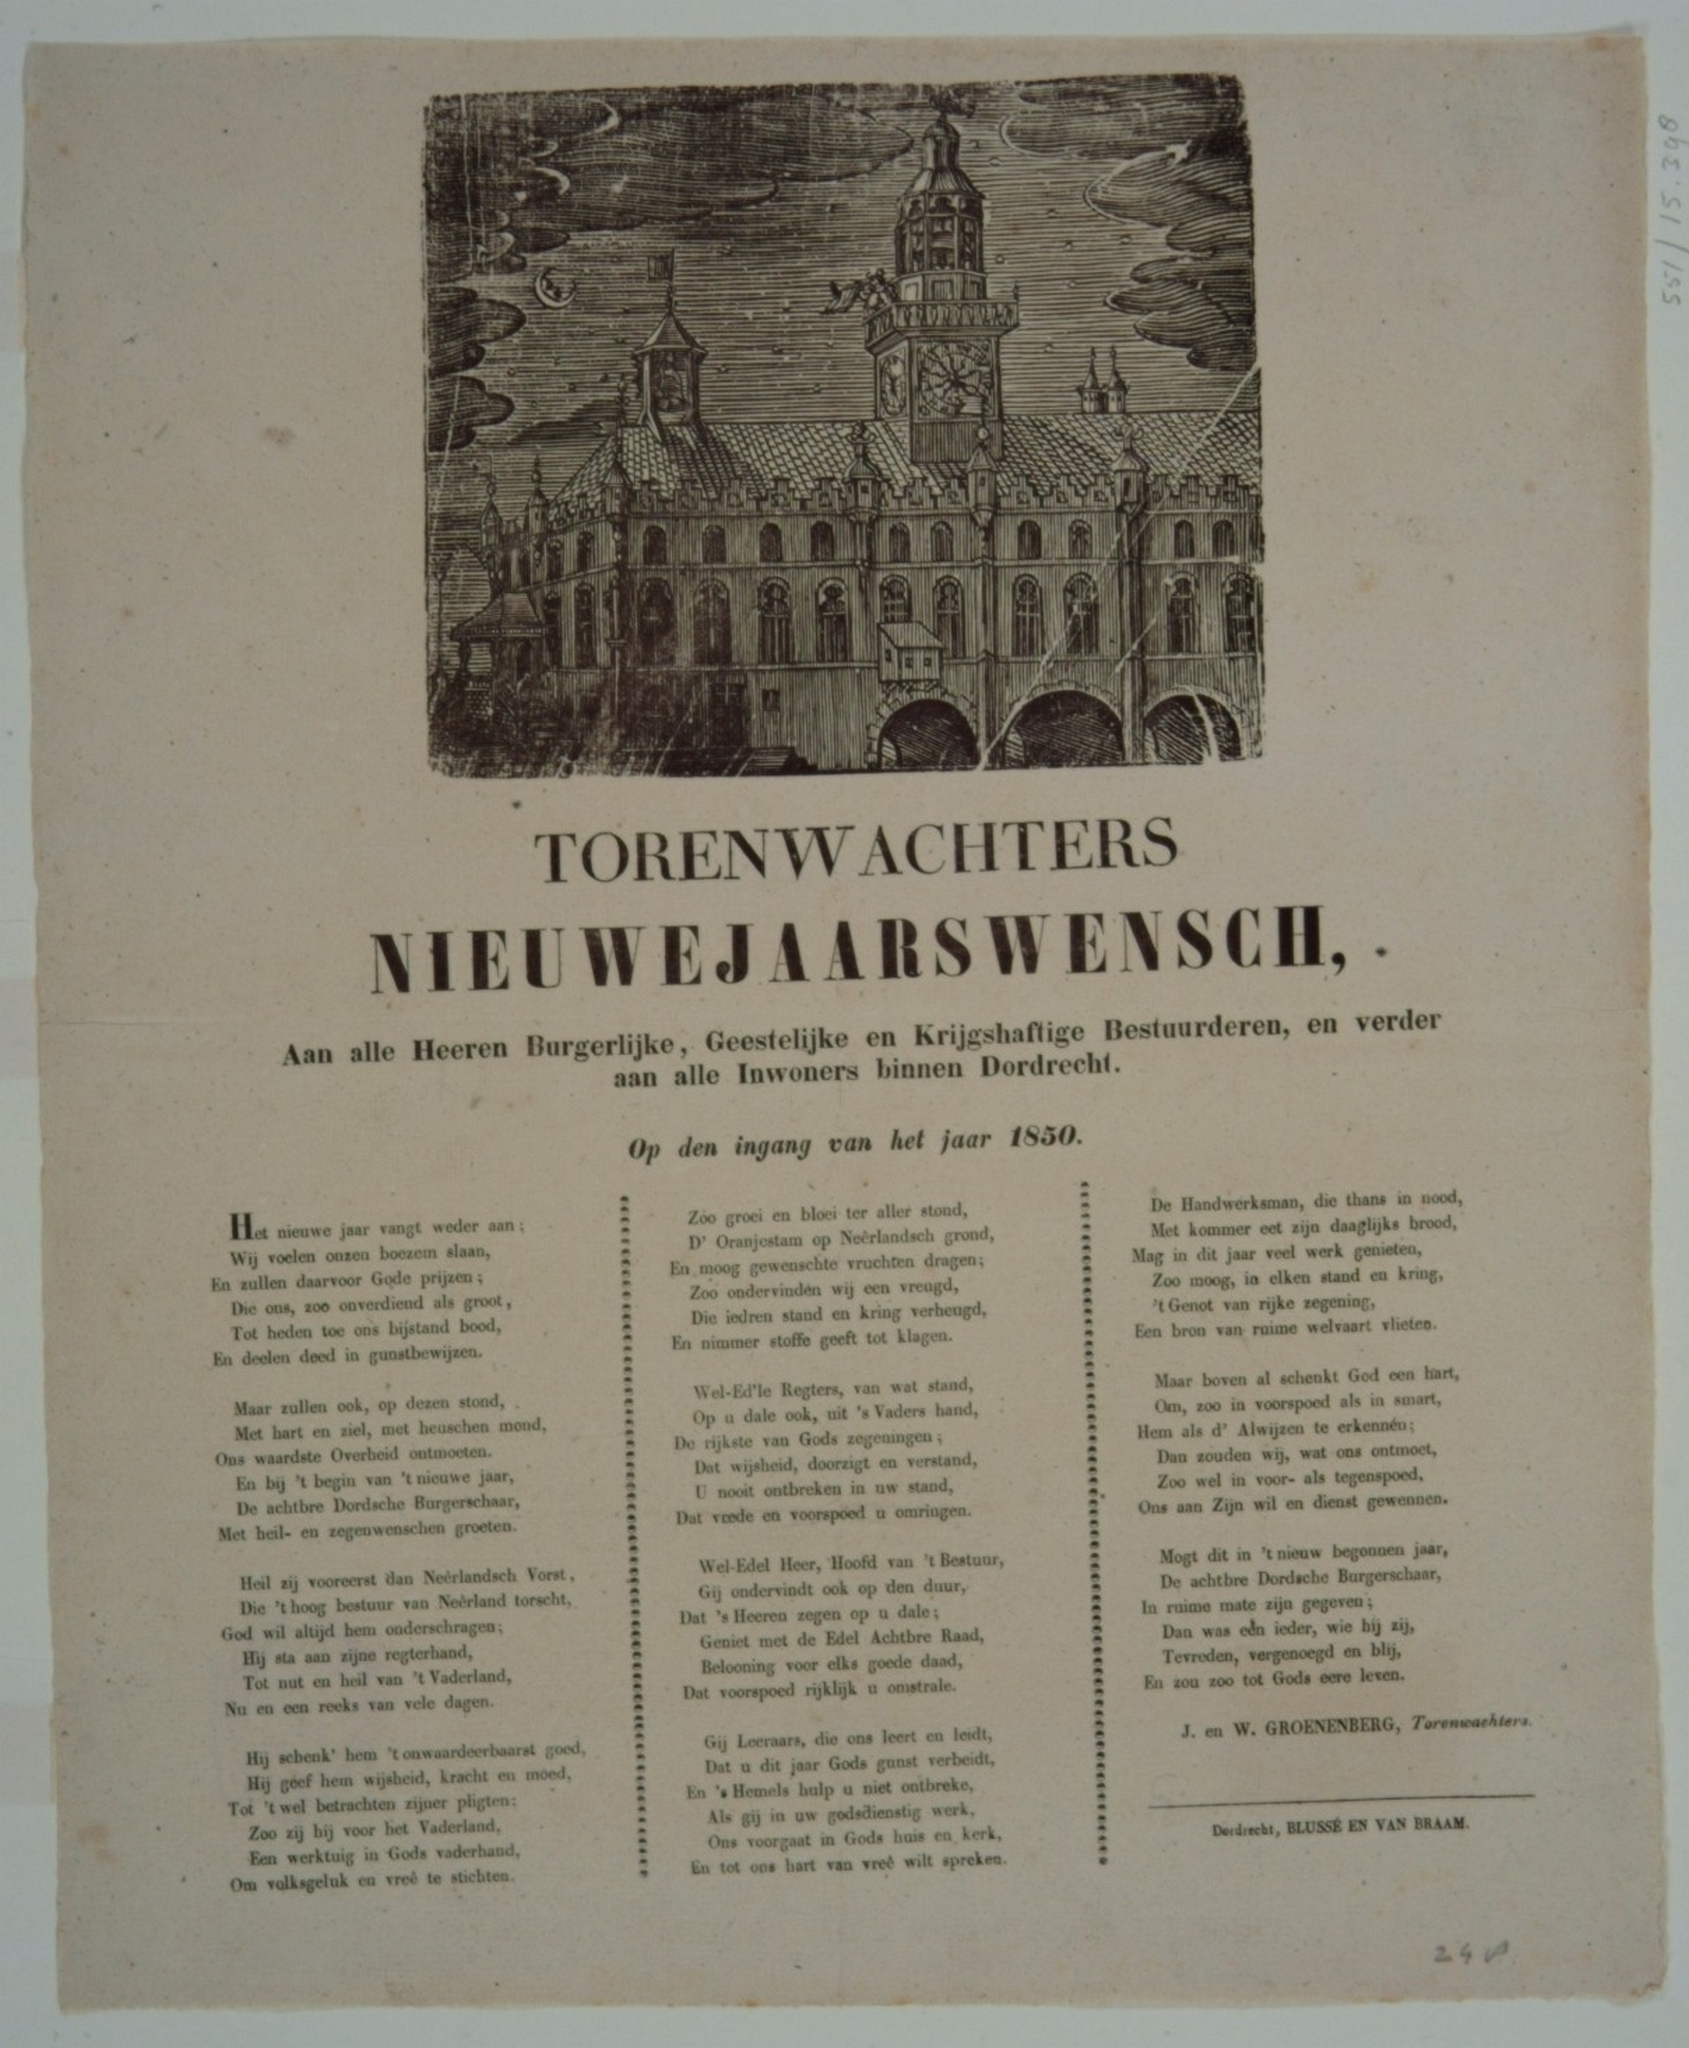 TORENWACHTERS
NIEUWEJAARSWENSCH,
Aan alle Heeren Burgerlijke, Geestelijke en Krijgshaftige Bestuurderen, en verder
aan alle Inwoners binnen Dordrecht.
Op den ingang van het jaar 1850.
Het nieuwe jaar vangt weder aan;
Wij voelen onzen boezem slaan,
En zullen daarvoor Gode prijzen;
Die ons, zoo onverdiend als groot,
Tot heden toe ons bijstand bood,
En deelen deed in gunstbewijzen.
Maar zullen ook, op dezen stond,
Met hart en ziel, met heuschen mond,
Ons waardste Overheid ontmoeten.
En bij 't begin van 't nieuwe jaar,
De achtbre Dordsche Burgerschaar,
Met heil- en zegenwenschen groeten.
Heil zij vooreerst dan Neêrlandsch Vorst,
Die 't hoog bestuur van Neêrland torscht,
God wil altijd hem onderschragen;
Hij sta aan zijne regterhand,
Tot nut en heil van 't Vaderland,
Nu en een reeks van vele dagen.
Hij schenk' hem 't onwaardeerbaarst goed,
Hij geef hem wijsheid, kracht en moed,
Tot 't wel betrachten zijner pligten:
Zoo zij hij voor het Vaderland,
Een werktuig in Gods vaderhand,
Om volksgeluk en vreê te stichten.
Zoo groei en bloei ter aller stond,
D' Oranjestam op Neêrlandsch grond,
En moog gewenschte vruchten dragen;
Zoo ondervinden wij een vreugd,
Die iedren stand en kring verheugd,
En nimmer stoffe geeft tot klagen.
Wel-Ed'le Regters, van wat stand,
Op u dale ook, uit 's Vaders hand,
De rijkste van Gods zegeningen;
Dat wijsheid, doorzigt en verstand,
U nooit ontbreken in uw stand,
Dat vrede en voorspoed u omringen.
Wel-Edel Heer, Hoofd van 't Bestuur,
Gij ondervindt ook op den duur,
Dat 's Heeren zegen op u dale;
Geniet met de Edel Achtbre Raad,
Belooning voor elks goede daad,
Dat voorspoed rijklijk u omstrale.
Gij Leeraars, die ons leert en leidt,
Dat u dit jaar Gods gunst verbeidt,
En 's Hemels hulp u niet ontbreke,
Als gij in uw godsdienstig werk,
Ons voorgaat in Gods huis en kerk,
En tot ons hart van vreê wilt spreken.
De Handwerksman, die thans in nood,
Met kommer eet zijn daaglijks brood,
Mag in dit jaar veel werk genieten,
Zoo moog, in elken stand en kring,
't Genot van rijke zegening,
Een bron van ruime welvaart vlieten.
Maar boven al schenkt God een hart,
Om, zoo in voorspoed als in smart,
Hem als d' Alwijzen te erkennen;
Dan zouden wij, wat ons ontmoet,
Zoo wel in voor- als tegenspoed,
Ons aan Zijn wil en dienst gewennen.
Mogt dit in 't nieuw begonnen jaar,
De achtbre Dordsche Burgerschaar,
In ruime mate zijn gegeven;
Dan was een ieder, wie hij zij,
Tevreden, vergenoegd en blij,
En zou zoo tot Gods eere leven.
J. en W. GROENENBERG, Torenwachters.
Dordrecht, BLUSSÉ EN VAN BRAAM.
551/15.398